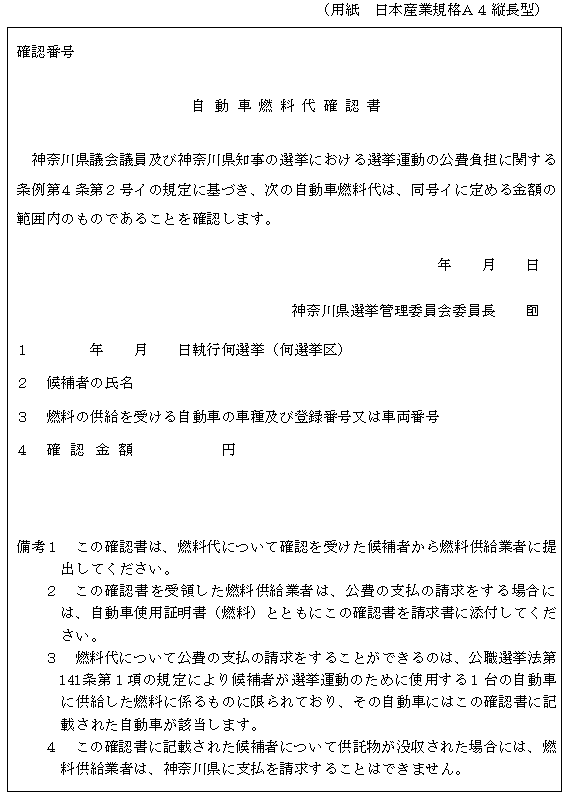 （用紙　日本産業規格Ａ４縦長型）
確認番号
自 動 車 燃 料 代 確 認 書
神奈川県議会議員及び神奈川県知事の選挙における選挙運動の公費負担に関する
条例第４条第２号イの規定に基づき、次の自動車燃料代は、同号イに定める金額の
範囲内のものであることを確認します。
年　　月　　日
神奈川県選挙管理委員会委員長　　印
１　　　　年　　月　　日執行何選挙（何選挙区）
２　候補者の氏名
３　燃料の供給を受ける自動車の車種及び登録番号又は車両番号
４　確 認 金 額　　　　　　円
備考１　この確認書は、燃料代について確認を受けた候補者から燃料供給業者に提
出してください。
２　この確認書を受領した燃料供給業者は、公費の支払の請求をする場合に
は、自動車使用証明書（燃料）とともにこの確認書を請求書に添付してくだ
さい。
３　燃料代について公費の支払の請求をすることができるのは、公職選挙法第
141条第１項の規定により候補者が選挙運動のために使用する１台の自動車
に供給した燃料に係るものに限られており、その自動車にはこの確認書に記
載された自動車が該当します。
４　この確認書に記載された候補者について供託物が没収された場合には、燃
料供給業者は、神奈川県に支払を請求することはできません。